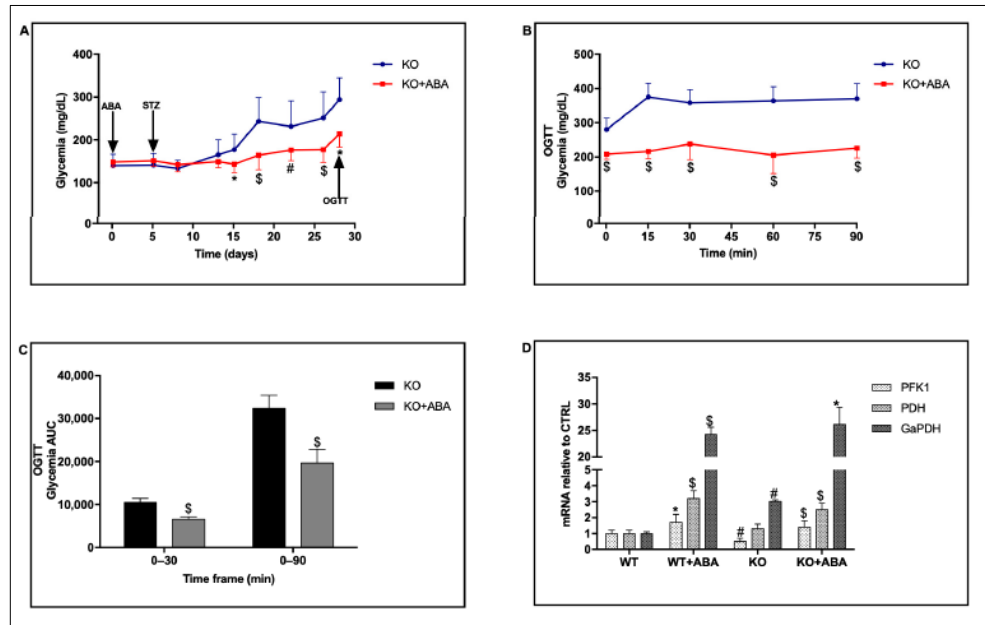 A
Glycemia (mg/dL)
400
300
200
100
0
ABA
STZ
KO
KO+ABA
*
$
#
$
*
OGTT
0
5
10
15
20
25
30
Time (days)
B
OGTT
Glycemia (mg/dL)
500
400
300
200
100
0
KO
KO+ABA
$
$
$
$
$
0
15
30
45
60
75
90
Time (min)
C
OGTT
Glycemia AUC
40,000
30,000
20,000
10,000
0
KO
KO+ABA
$
$
0–30
0–90
Time frame (min)
D
mRNA relative to CTRL
35
30
25
20
15
5
4
3
2
1
0
PFK1
PDH
GaPDH
*
$
$
#
#
$
$
*
WT
WT+ABA
KO
KO+ABA